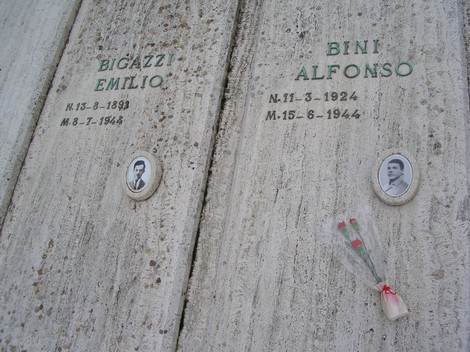 BIGAZZI
EMILIO
N.13-8-1893
M.8-7-1944
BINI
ALFONSO
N.11-3-1924
M.15-6-1944